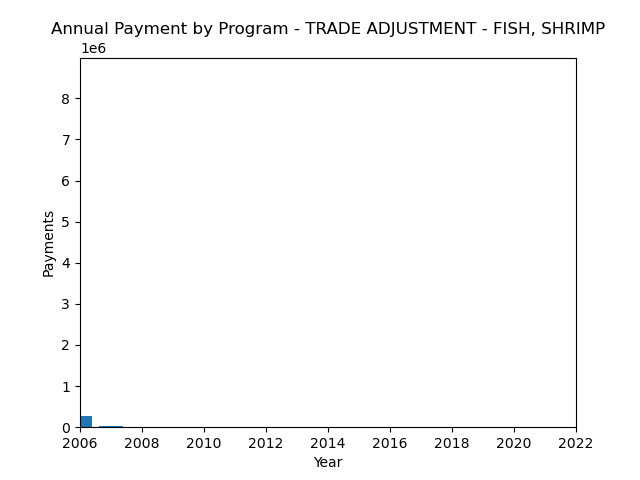 Annual Payment by Program - TRADE ADJUSTMENT - FISH, SHRIMP
1e6
8
7
6
5
4
3
2
1
0
Payments
2006 2008 2010 2012 2014 2016 2018 2020 2022
Year